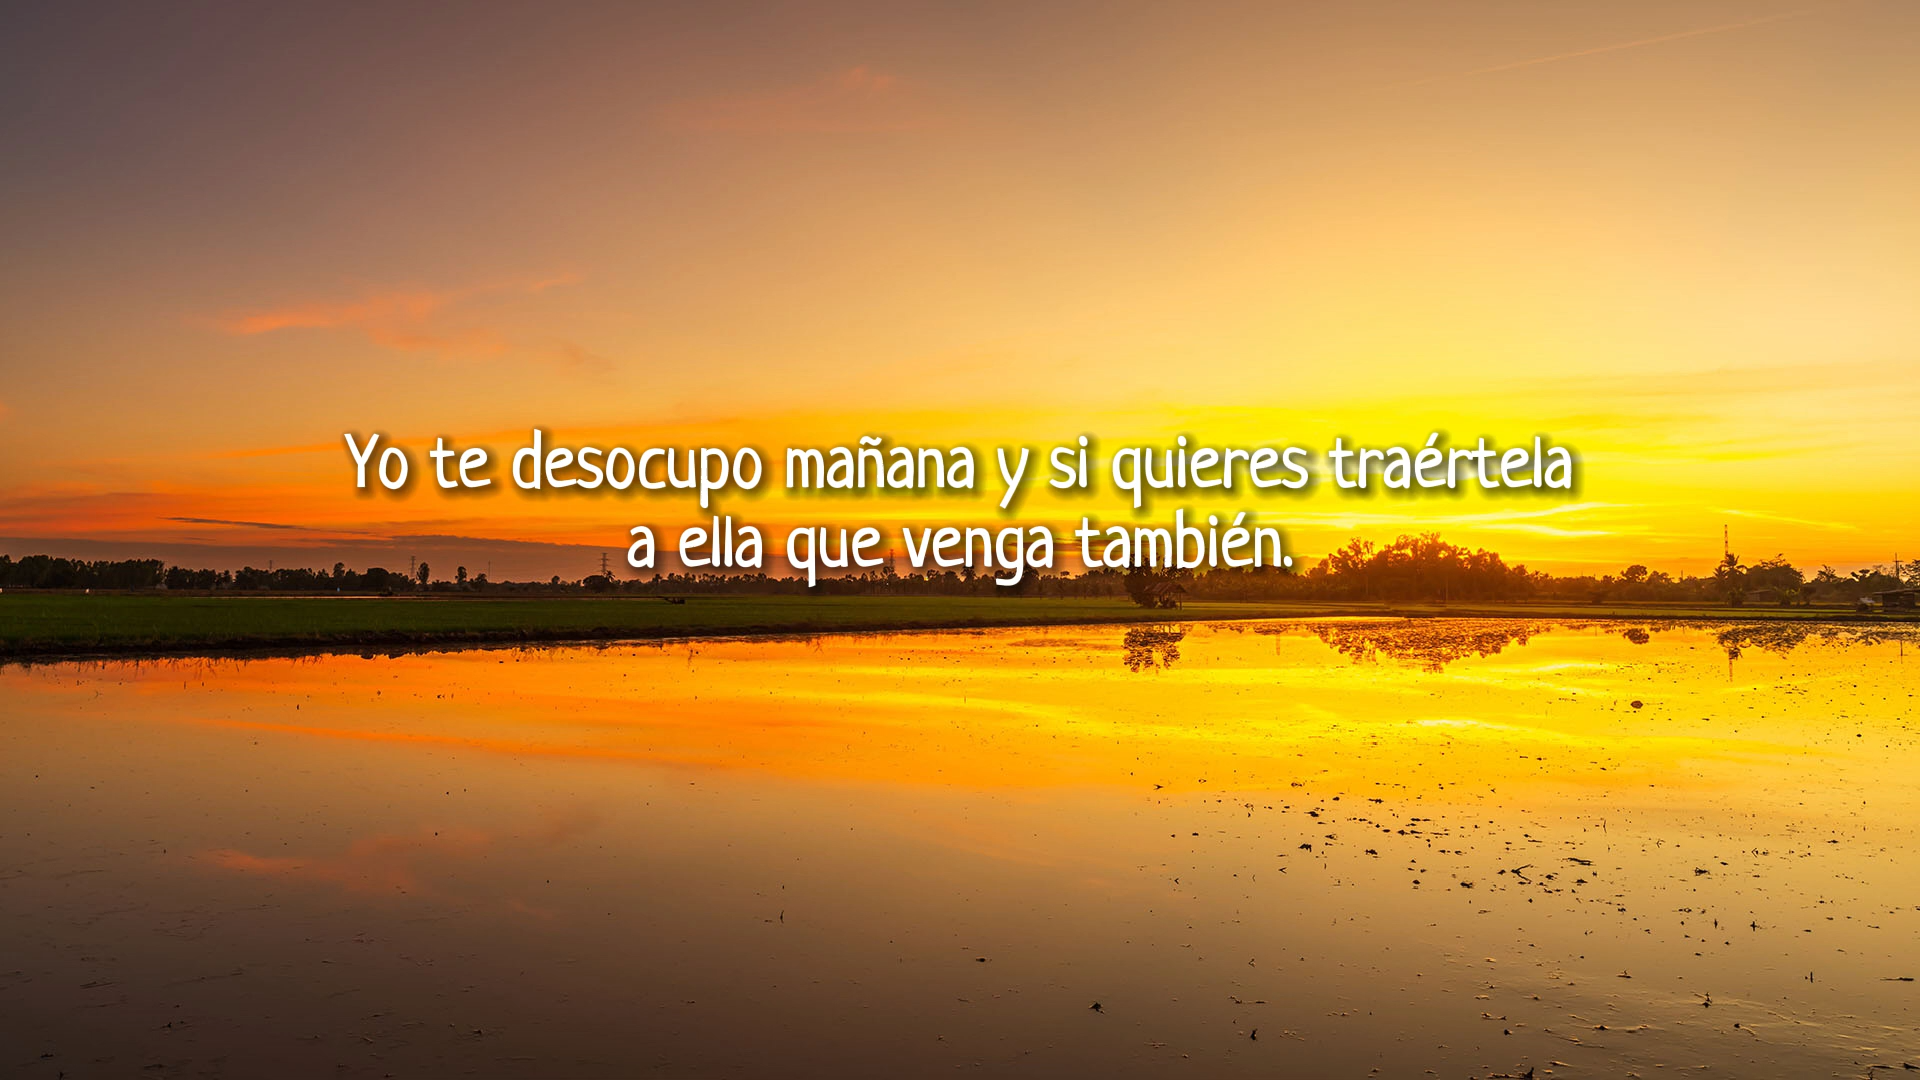 Yo te desocupo mañana y si quieres traértela
a ella que venga también.